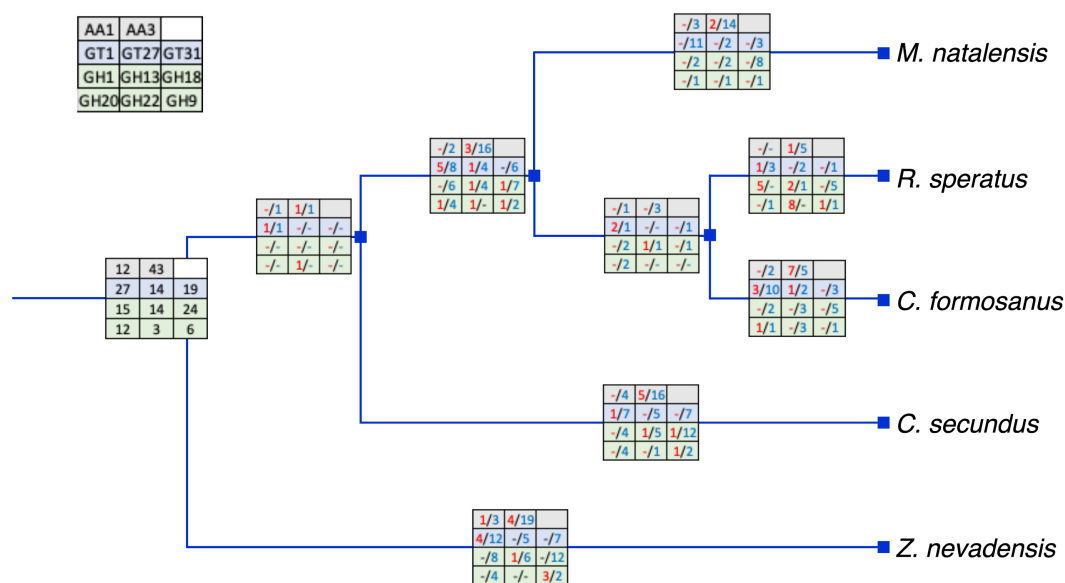 AA1 AA3
GT1 GT27 GT31
GH1 GH13 GH18
GH20 GH22 GH9
-/3 2/14
-/11 -/2 -/3
-/2 -/2 -/8
-/1 -/1 -/1
M. natalensis
-/2 3/16
5/8 1/4 -/6
-/6 1/4 1/7
1/4 1/- 1/2
-/- 1/5
1/3 -/2 -/1
5/- 2/1 -/5
-/1 8/- 1/1
R. speratus
-/1 1/1
1/1 -/- -/-
-/- -/- -/-
-/- 1/- -/-
-/1 -/3
2/1 -/- -/1
-/2 1/1 -/1
-/2 -/- -/-
12 43
27 14 19
15 14 24
12 3 6
-/2 7/5
3/10 1/2 -/3
-/2 -/3 -/5
1/1 -/3 -/1
C. formosanus
-/4 5/16
1/7 -/5 -/7
-/4 1/5 1/12
-/4 -/1 1/2
C. secundus
1/3 4/19
4/12 -/5 -/7
-/8 1/6 -/12
-/4 -/- 3/2
Z. nevadensis